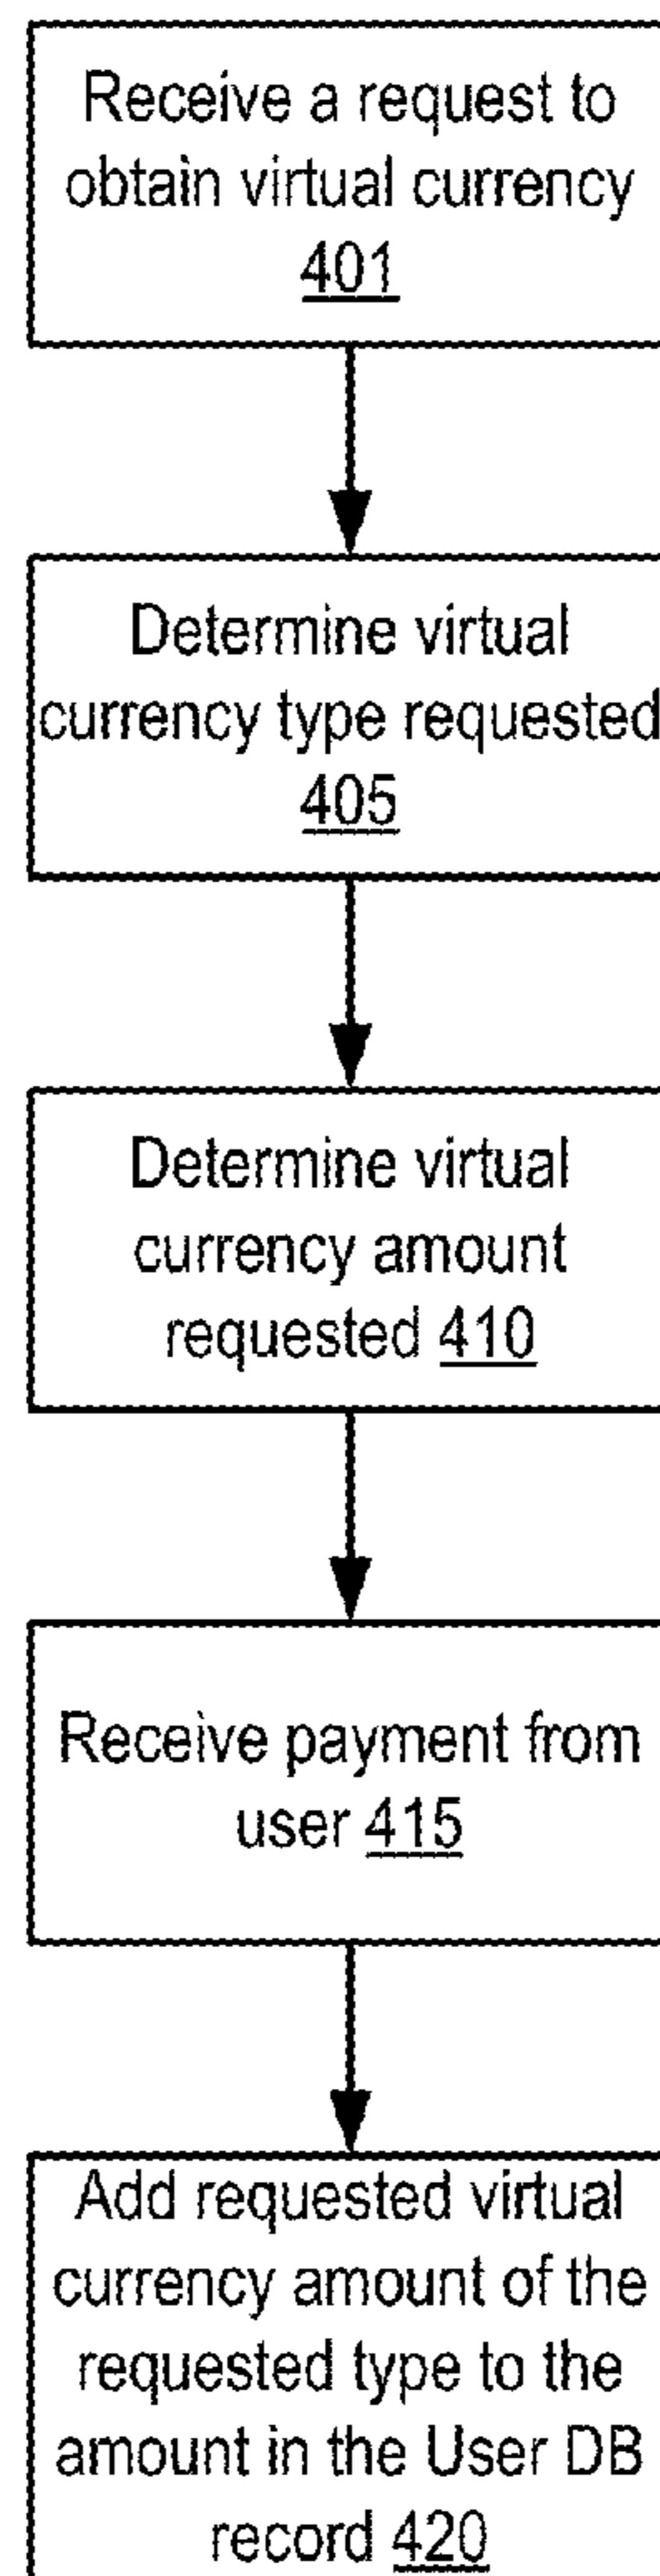 Receive a request to
obtain virtual currency
401
Determine virtual
currency type requested
405
Determine virtual
currency amount
requested 410
Receive payment from
user 415
Add requested virtual
currency amount of the
requested type to the
amount in the User DB
record 420